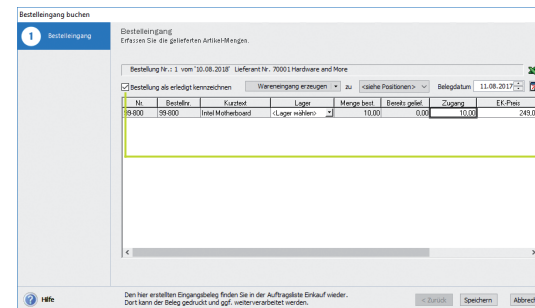 Bestelleingang buchen
1 Bestelleingang
Bestelleingang
Erfassen Sie die gelieferten Artikel-Mengen.
Bestellung Nr.: 1 vom "10.08.2018" Lieferant Nr. 70001 Hardware and More
Bestellung als erledigt kennzeichnen Wareneingang erzeugen zu <siehe Positionen> Belegdatum 11.08.2017
Nr. Bestellnr. Kurztext Lager Menge best. Bereits gelief. Zugang EK-Preis
99-800 99-800 Intel Motherboard <Lager wählen> 10,00 0,00 10,00 249,0
Hilfe
Den hier erstellten Eingangsbeleg finden Sie in der Auftragsliste Einkauf wieder.
Dort kann der Beleg gedruckt und ggf. weiterverarbeitet werden.
< Zurück Speichern Abbrech